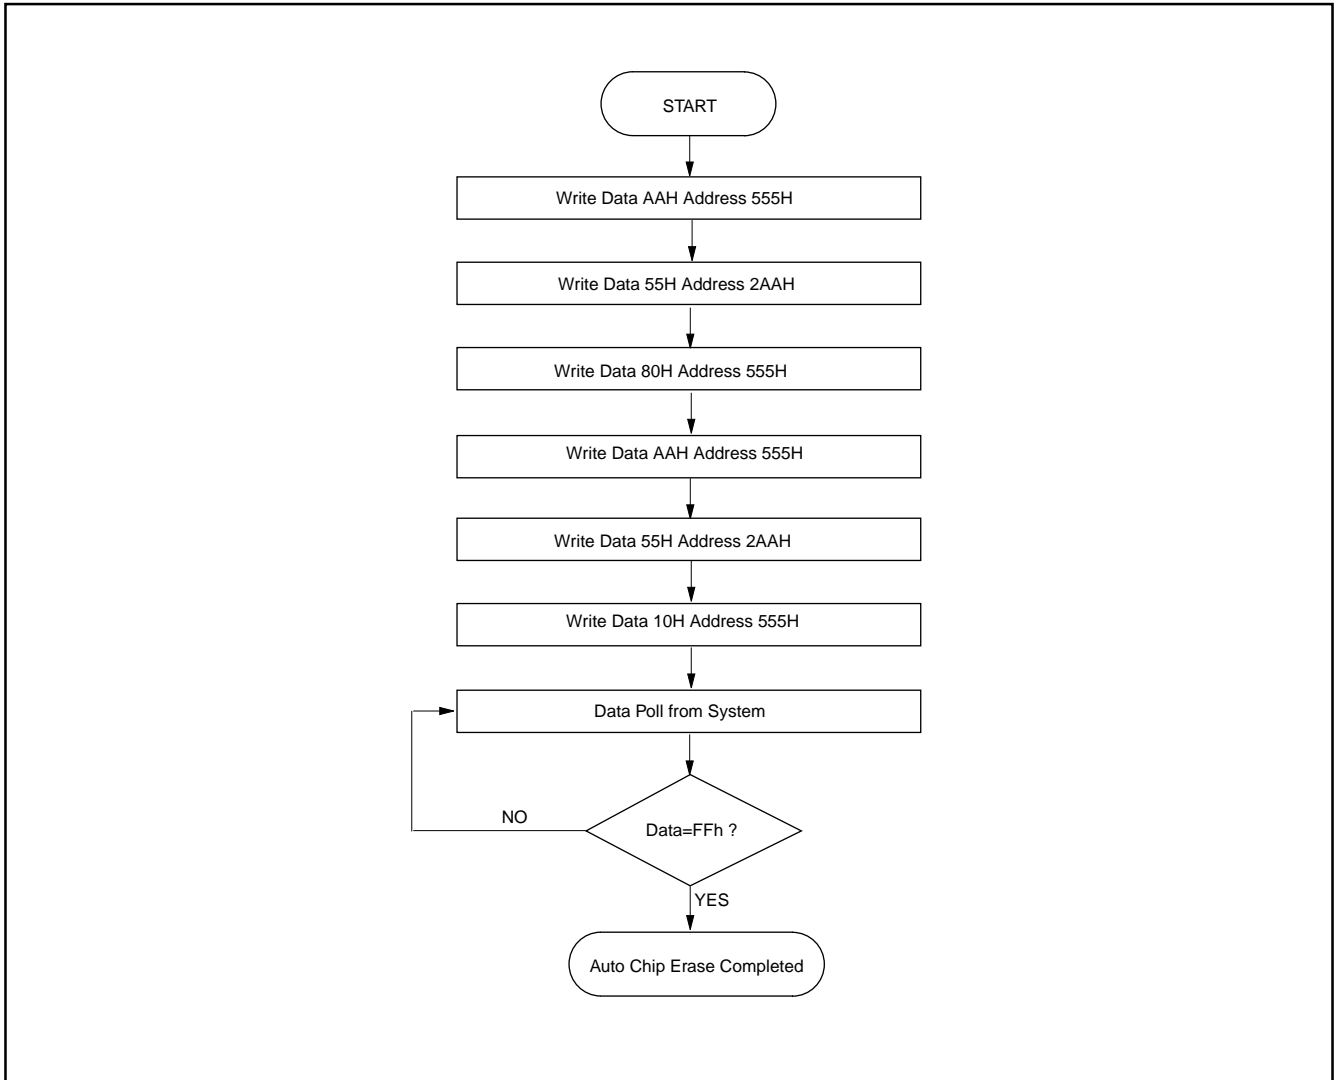 START
Write Data AAH Address 555H
Write Data 55H Address 2AAH
Write Data 80H Address 555H
Write Data AAH Address 555H
Write Data 55H Address 2AAH
Write Data 10H Address 555H
Data Poll from System
NO
Data=FFh ?
YES
Auto Chip Erase Completed